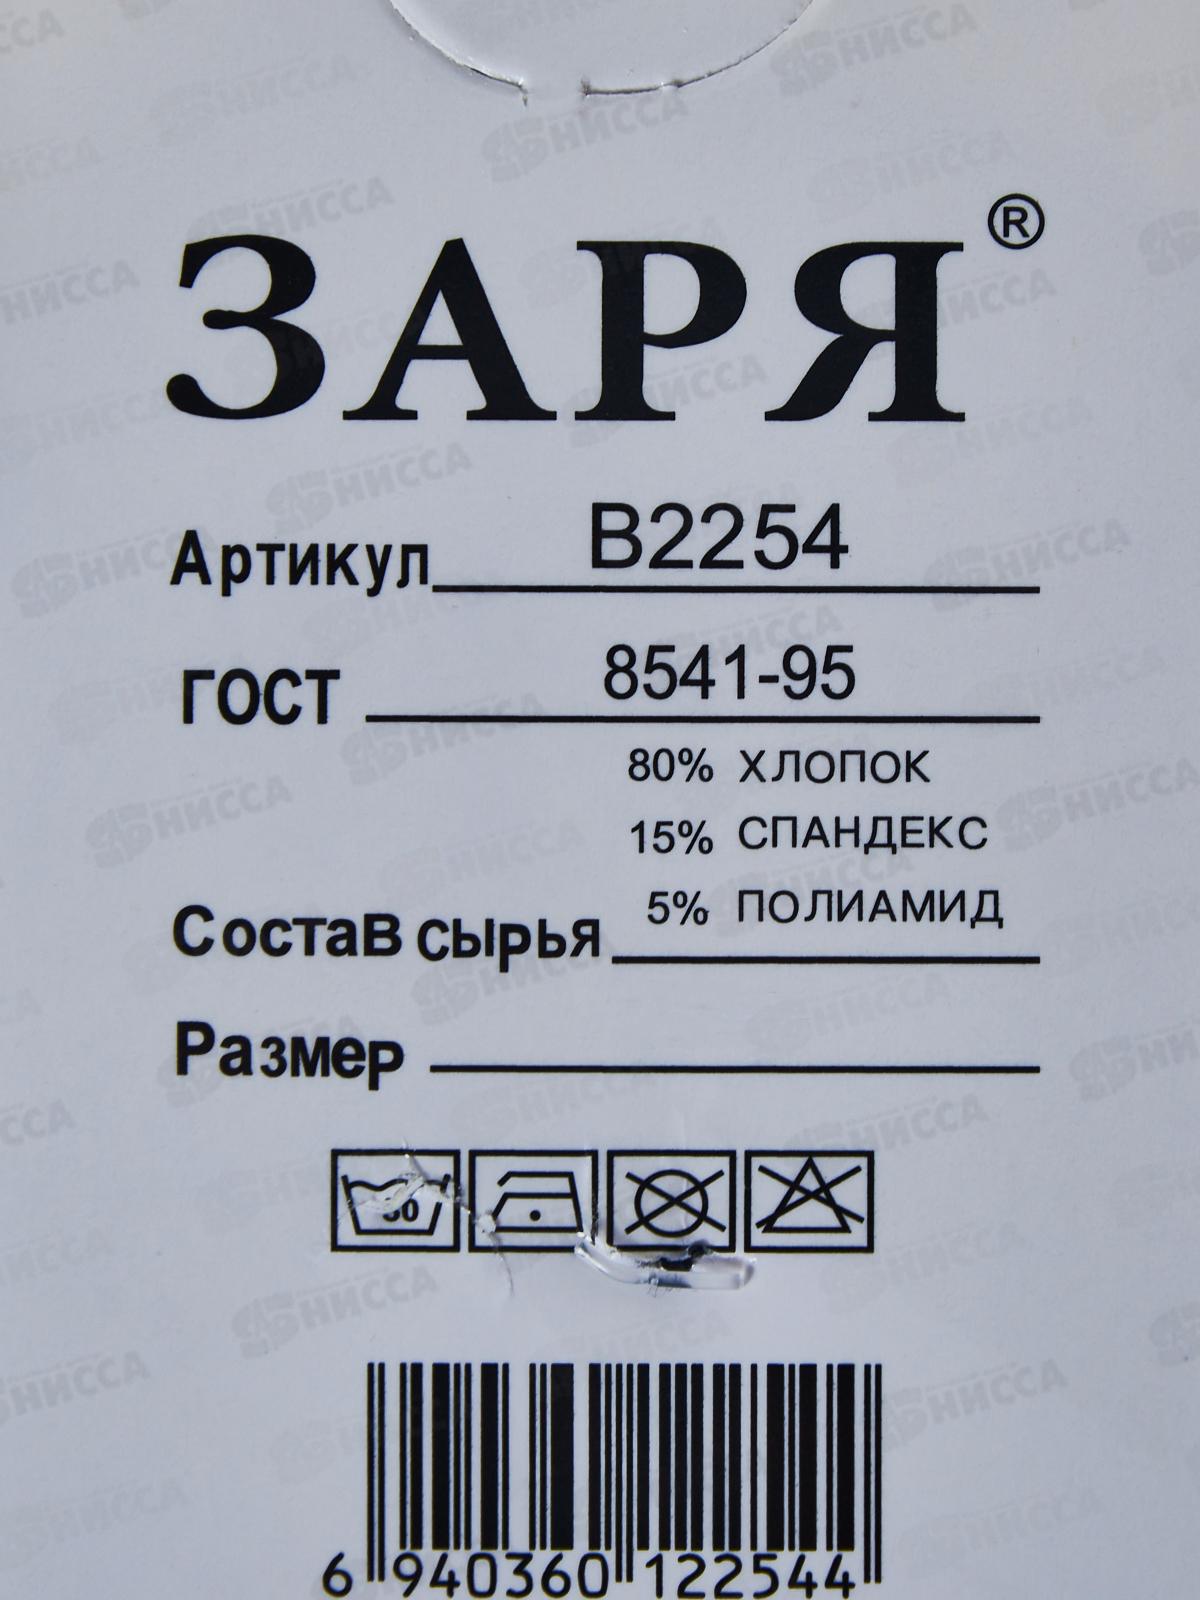 ЗАРЯ®
Артикул B2254
ГОСТ 8541-95
80% ХЛОПОК
15% СПАНДЕКС
Состав сырья 5% ПОЛИАМИД
Размер
6 940360 122544